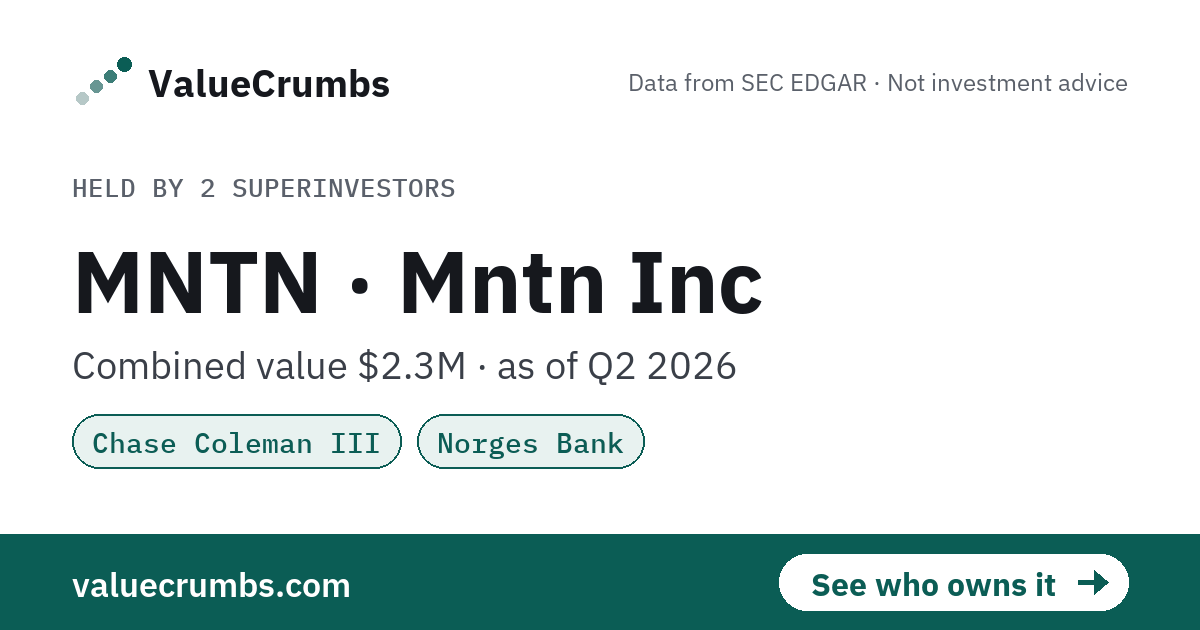 ValueCrumbs
Data from SEC EDGAR · Not investment advice
HELD BY 2 SUPERINVESTORS
MNTN · Mntn Inc
Combined value $2.3M · as of Q2 2026
Chase Coleman III
Norges Bank
valuecrumbs.com
See who owns it →